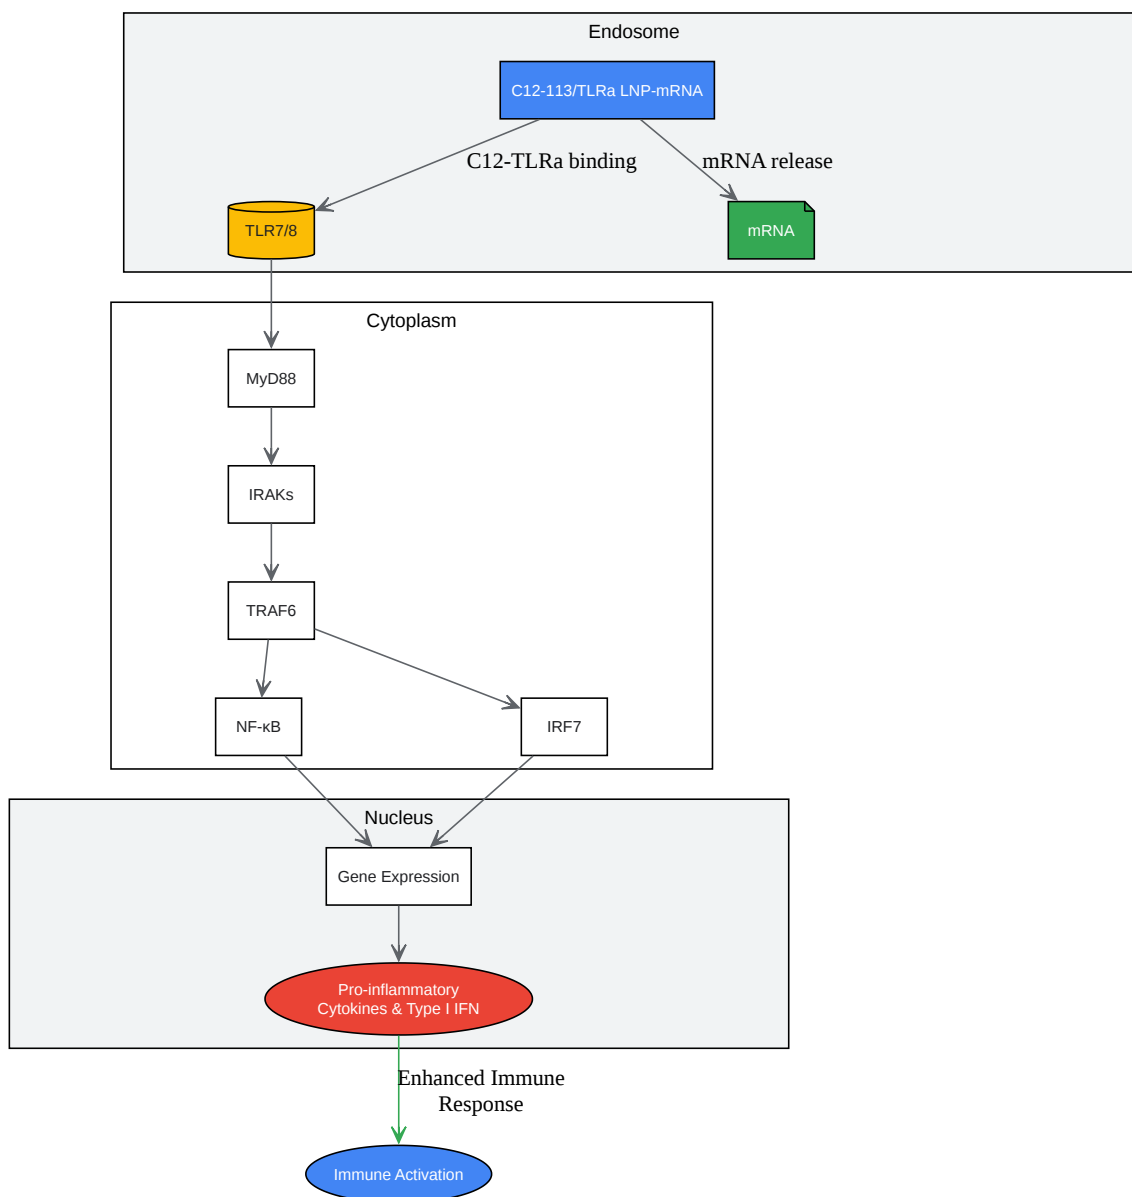 Endosome
C12-113/TLRa LNP-mRNA
C12-TLRa binding
mRNA release
TLR7/8
mRNA
Cytoplasm
MyD88
IRAKs
TRAF6
NF-κB
IRF7
Nucleus
Gene Expression
Pro-inflammatory
Cytokines & Type I IFN
Enhanced Immune
Response
Immune Activation